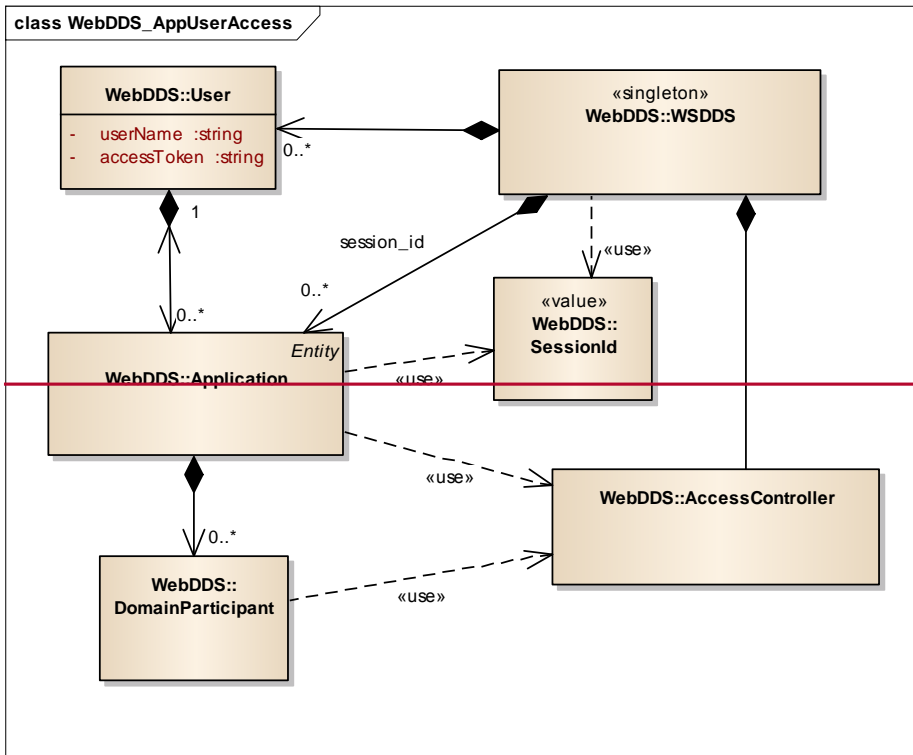 class WebDDS_AppUserAccess
WebDDS::User
- userName :string
- accessToken :string
«singleton»
WebDDS::WSDDS
0..*
1
session_id
«use»
0..*
0..*
«value»
WebDDS::
SessionId
Entity
WebDDS::Application
«use»
«use»
WebDDS::AccessController
0..*
WebDDS::
DomainParticipant
«use»